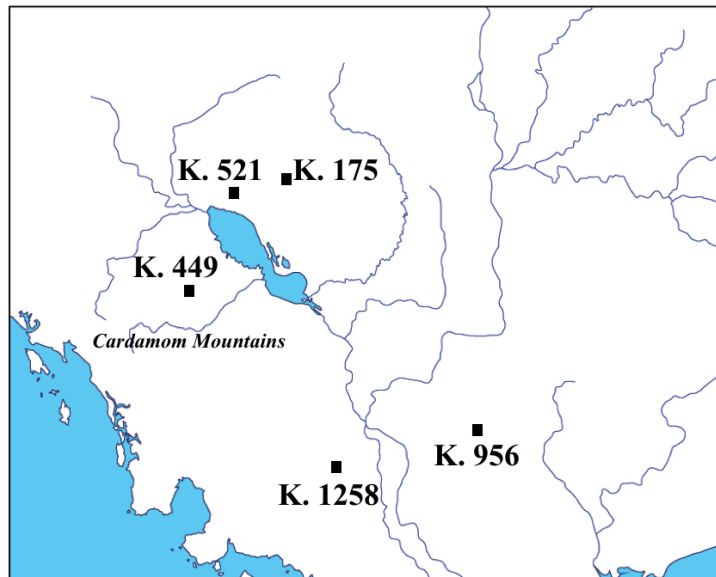 K. 521
K. 175
K. 449
Cardamom Mountains
K. 956
K. 1258